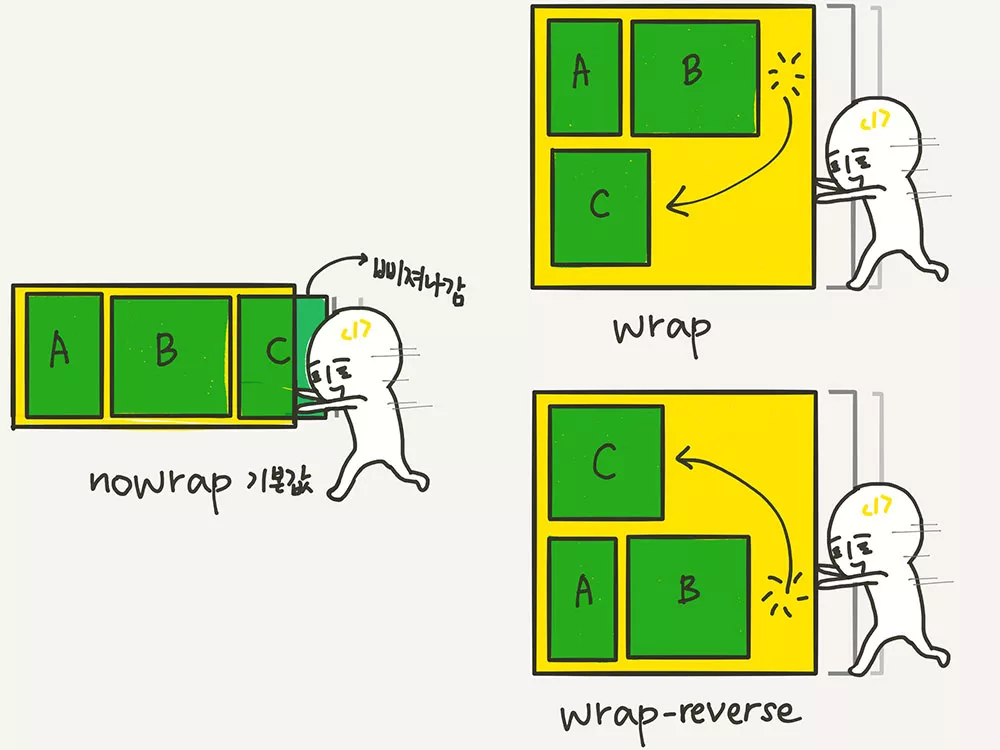 A B C
삐져나감
nowrap 기본값
A B
C
wrap
C
A B
wrap-reverse